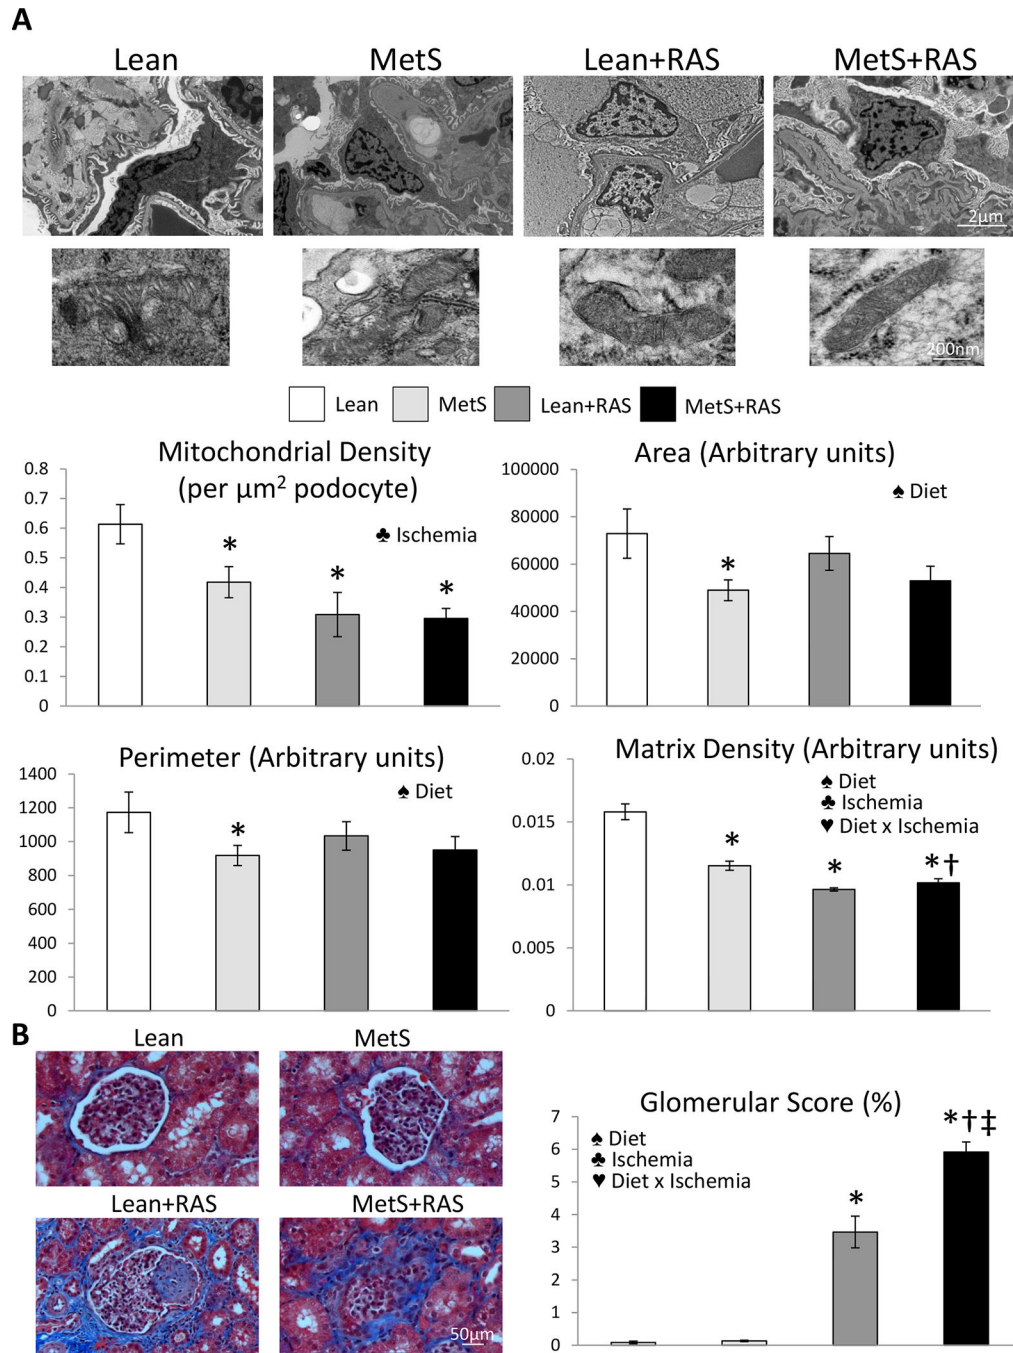 A
Lean MetS Lean+RAS MetS+RAS
2µm
200nm
Lean MetS Lean+RAS MetS+RAS
Mitochondrial Density
(per µm² podocyte)
♣ Ischemia
0.8
0.7
0.6
0.5
0.4
0.3
0.2
0.1
0
* * *
Area (Arbitrary units)
♠ Diet
100000
80000
60000
40000
20000
0
*
Perimeter (Arbitrary units)
♠ Diet
1400
1200
1000
800
600
400
200
0
*
Matrix Density (Arbitrary units)
♠ Diet
♣ Ischemia
♥ Diet x Ischemia
0.02
0.015
0.01
0.005
0
* * *†
B
Lean MetS
Lean+RAS MetS+RAS
50µm
Glomerular Score (%)
♠ Diet
♣ Ischemia
♥ Diet x Ischemia
7
6
5
4
3
2
1
0
* *†‡